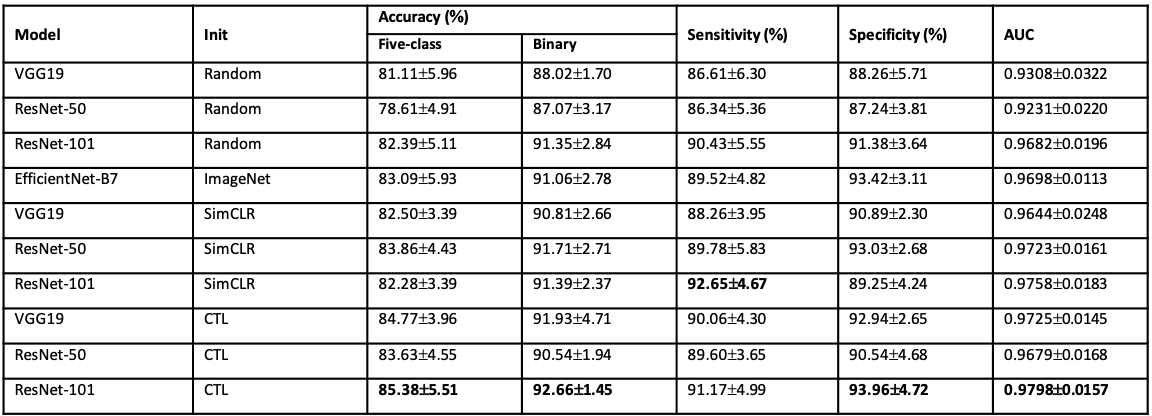 Model Init Accuracy (%) Sensitivity (%) Specificity (%) AUC
Five-class Binary
VGG19 Random 81.11±5.96 88.02±1.70 86.61±6.30 88.26±5.71 0.9308±0.0322
ResNet-50 Random 78.61±4.91 87.07±3.17 86.34±5.36 87.24±3.81 0.9231±0.0220
ResNet-101 Random 82.39±5.11 91.35±2.84 90.43±5.55 91.38±3.64 0.9682±0.0196
EfficientNet-B7 ImageNet 83.09±5.93 91.06±2.78 89.52±4.82 93.42±3.11 0.9698±0.0113
VGG19 SimCLR 82.50±3.39 90.81±2.66 88.26±3.95 90.89±2.30 0.9644±0.0248
ResNet-50 SimCLR 83.86±4.43 91.71±2.71 89.78±5.83 93.03±2.68 0.9723±0.0161
ResNet-101 SimCLR 82.28±3.39 91.39±2.37 92.65±4.67 89.25±4.24 0.9758±0.0183
VGG19 CTL 84.77±3.96 91.93±4.71 90.06±4.30 92.94±2.65 0.9725±0.0145
ResNet-50 CTL 83.63±4.55 90.54±1.94 89.60±3.65 90.54±4.68 0.9679±0.0168
ResNet-101 CTL 85.38±5.51 92.66±1.45 91.17±4.99 93.96±4.72 0.9798±0.0157